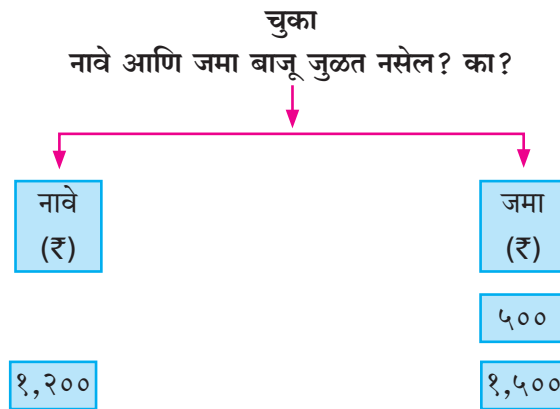 चुका
नावे आणि जमा बाजू जुळत नसेल? का?
नावे
(₹)
जमा
(₹)
५००
१,२००
१,५००